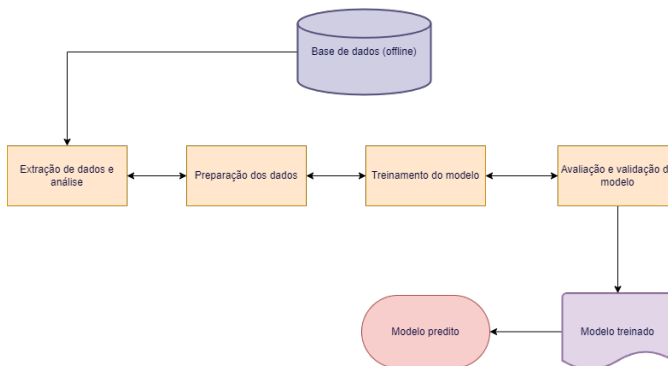 Base de dados (offline)
Extração de dados e
análise
Preparação dos dados
Treinamento do modelo
Avaliação e validação d
modelo
Modelo predito
Modelo treinado